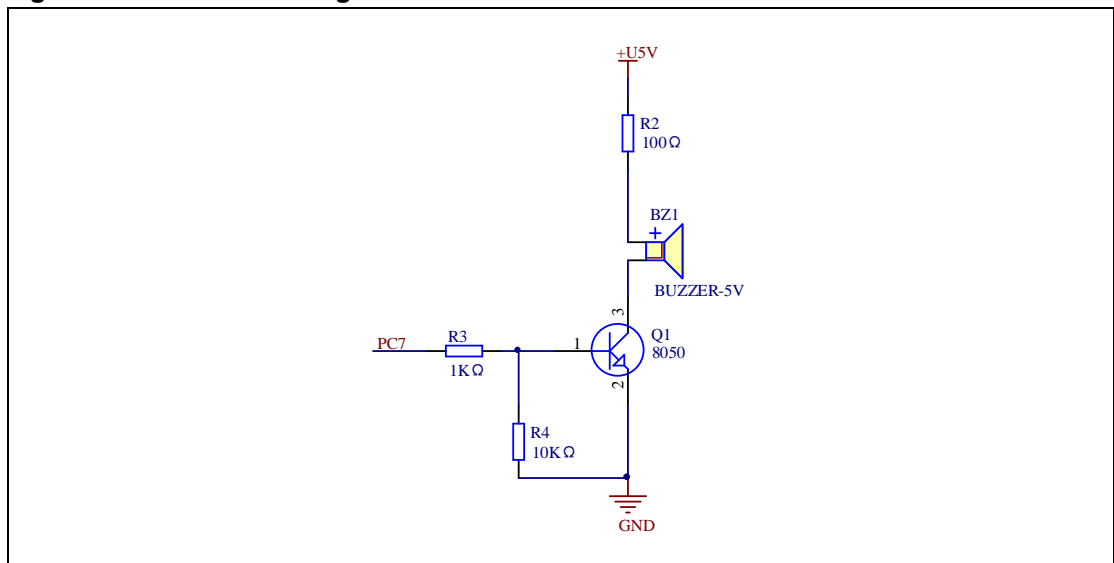 +U5V
R2
100Ω
BZ1
+
BUZZER-5V
3
Q1
8050
PC7
R3
1
1KΩ
2
R4
10KΩ
GND